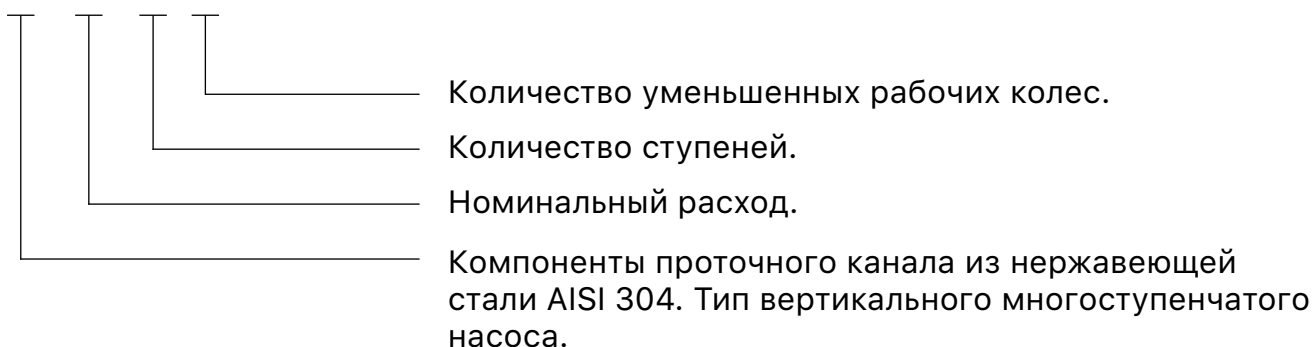 Количество уменьшенных рабочих колес.
Количество ступеней.
Номинальный расход.
Компоненты проточного канала из нержавеющей
стали AISI 304. Тип вертикального многоступенчатого
насоса.